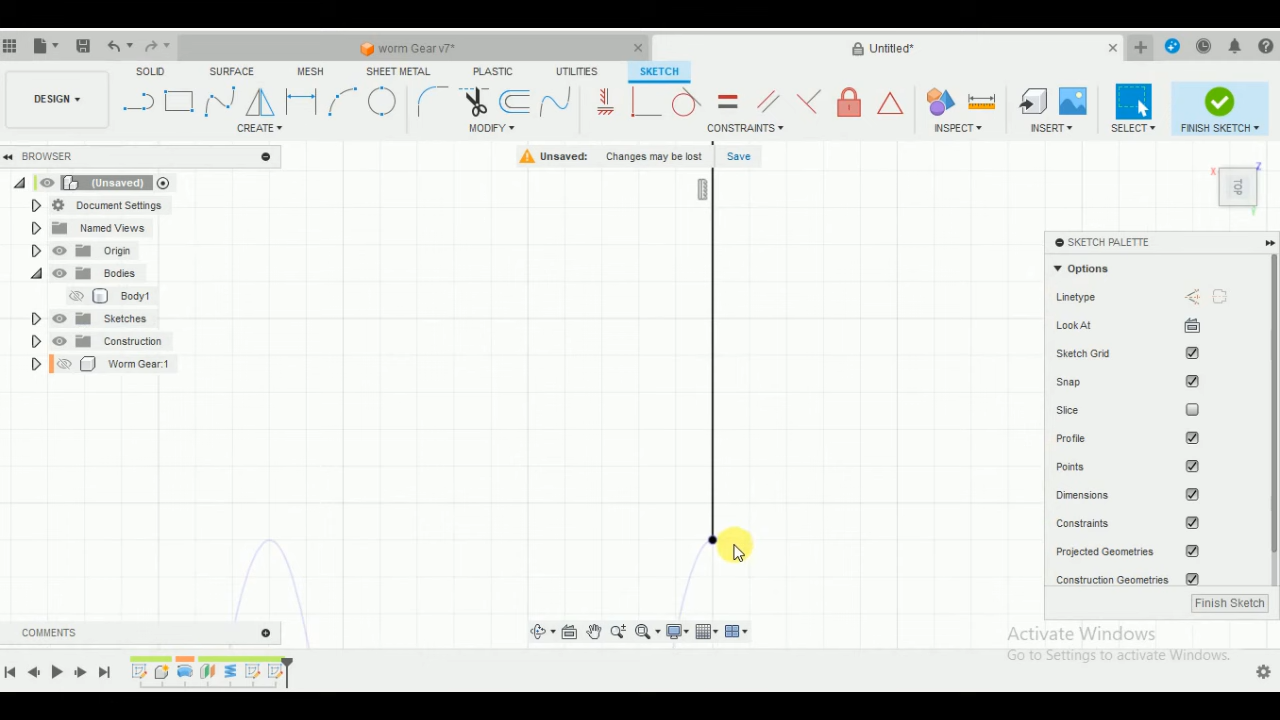 worm Gear v7*
Untitled*
DESIGN
SOLID SURFACE MESH SHEET METAL PLASTIC UTILITIES SKETCH
CREATE MODIFY CONSTRAINTS INSPECT INSERT SELECT FINISH SKETCH
BROWSER
Unsaved: Changes may be lost Save
(Unsaved)
Document Settings
Named Views
Origin
Bodies
Body1
Sketches
Construction
Worm Gear:1
X
Z
TOP
Y
SKETCH PALETTE
Options
Linetype
Look At
Sketch Grid
Snap
Slice
Profile
Points
Dimensions
Constraints
Projected Geometries
Construction Geometries
Finish Sketch
COMMENTS
Activate Windows
Go to Settings to activate Windows.